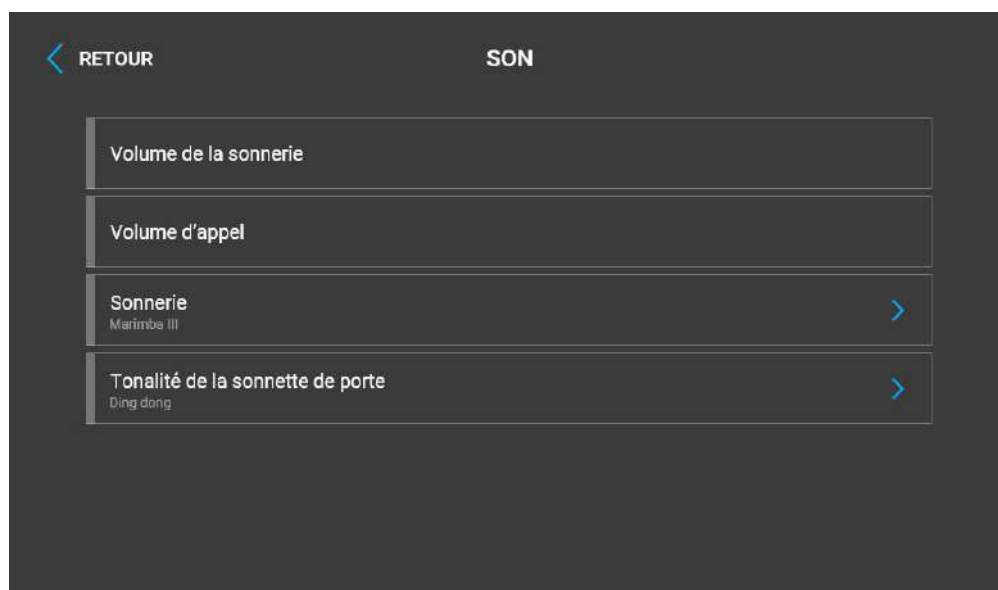 RETOUR
SON
Volume de la sonnerie
Volume d’appel
Sonnerie
Marimba III
Tonalité de la sonnette de porte
Ding dong